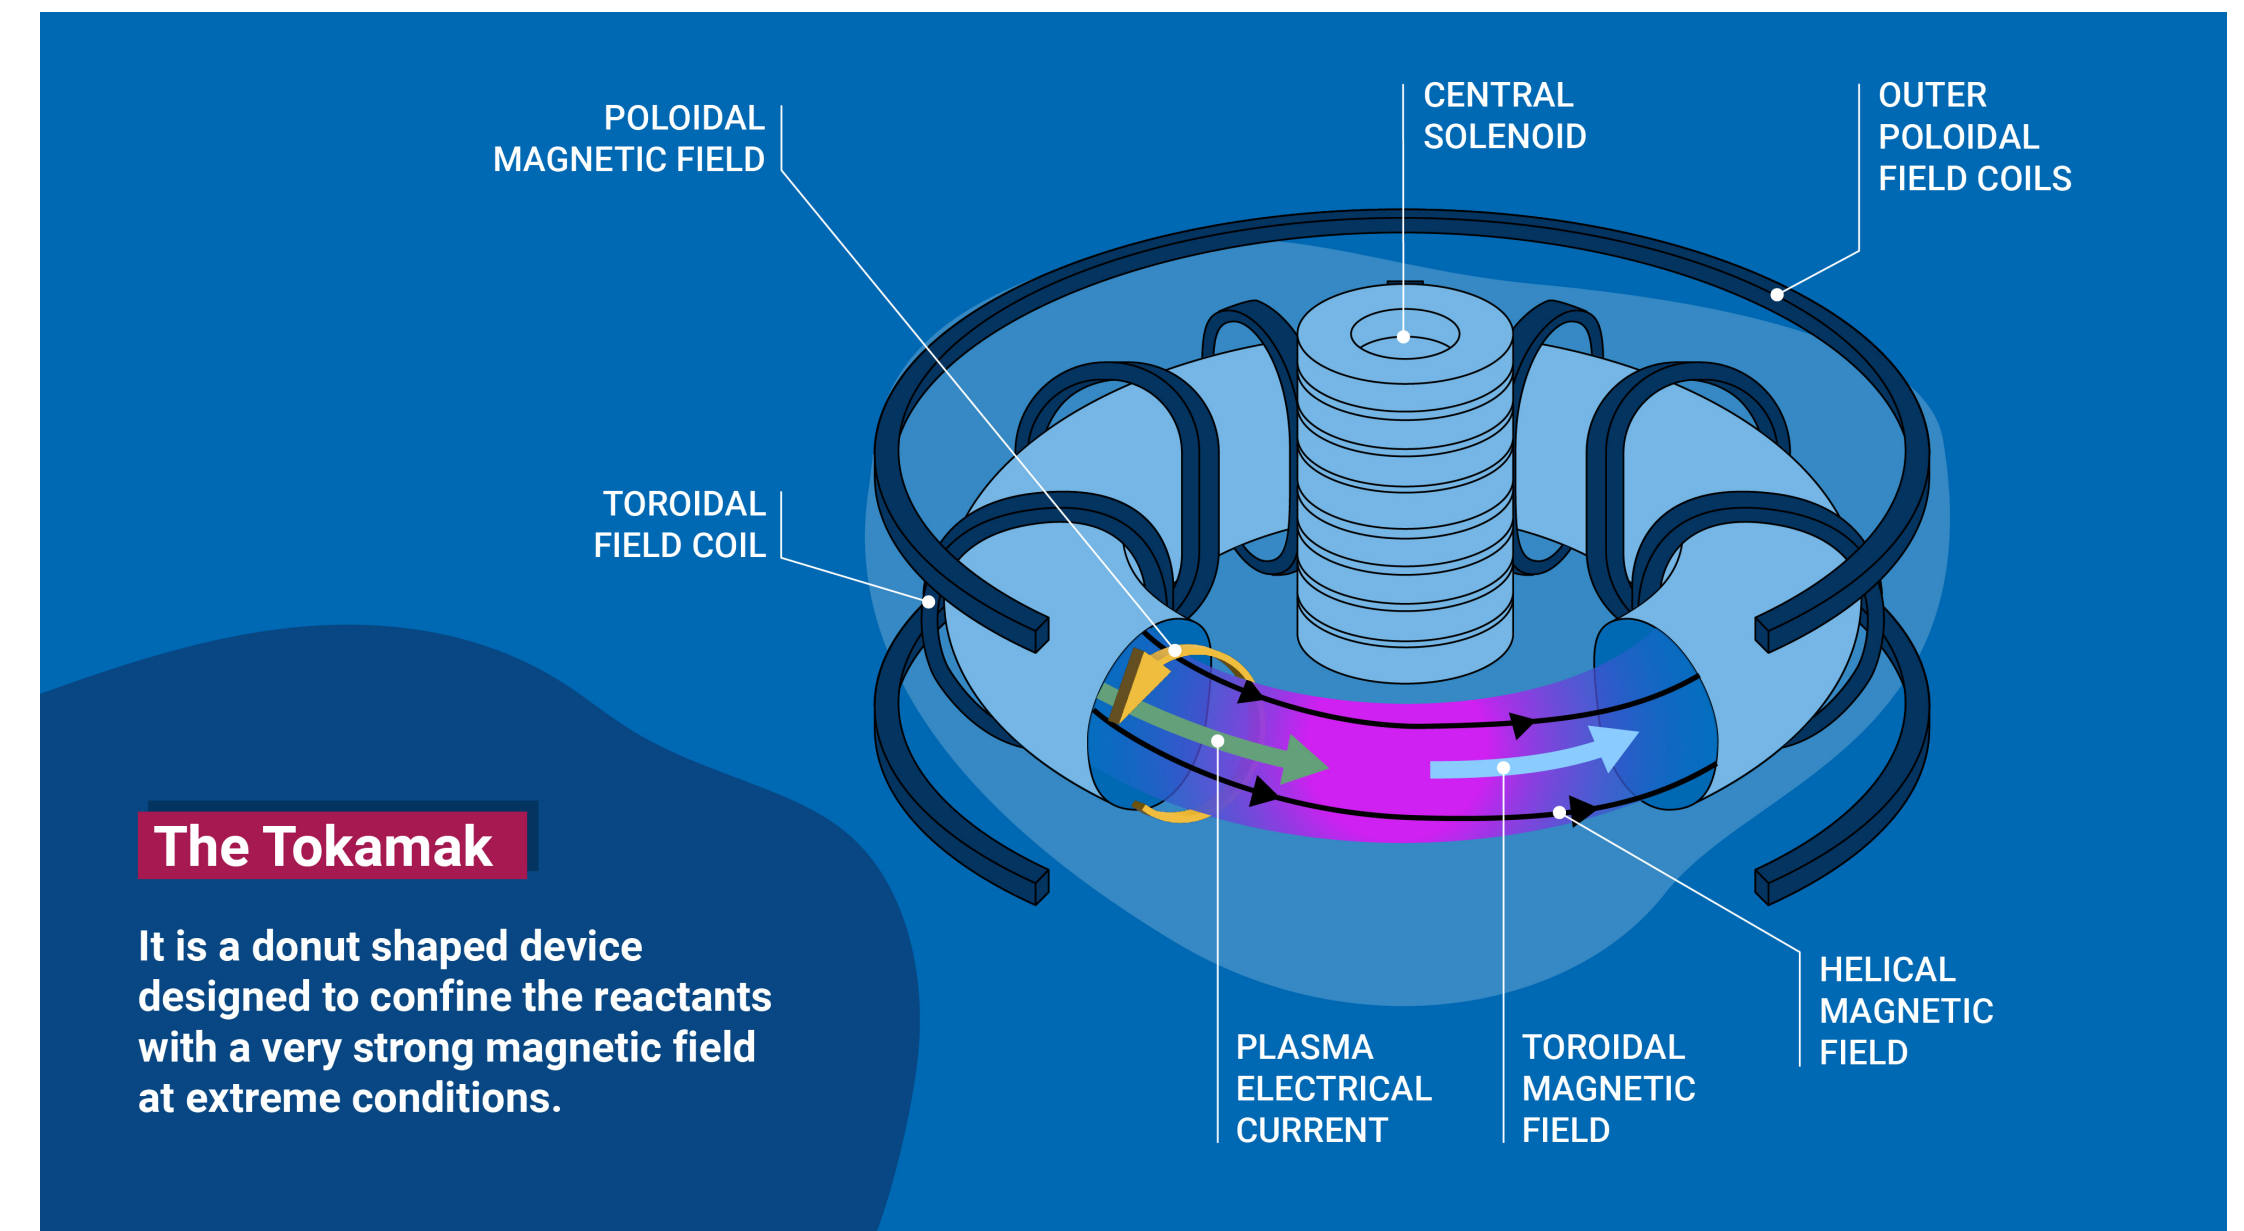 POLOIDAL
MAGNETIC FIELD
CENTRAL
SOLENOID
OUTER
POLOIDAL
FIELD COILS
TOROIDAL
FIELD COIL
The Tokamak
It is a donut shaped device
designed to confine the reactants
with a very strong magnetic field
at extreme conditions.
PLASMA
ELECTRICAL
CURRENT
TOROIDAL
MAGNETIC
FIELD
HELICAL
MAGNETIC
FIELD